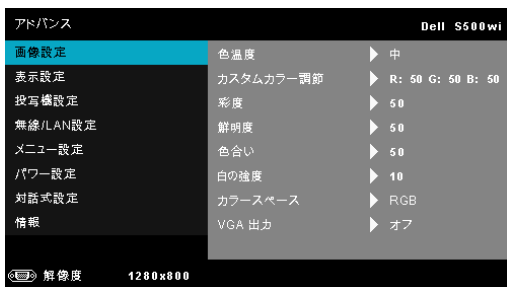 アドバンス Dell S500wi
画像設定 色温度 中
表示設定 カスタムカラー調節 R: 50 G: 50 B: 50
投写機設定 彩度 50
無線/LAN設定 鮮明度 50
メニュー設定 色合い 50
パワー設定 白の強度 10
対話式設定 カラースペース RGB
情報 VGA 出力 オフ
解像度 1280x800